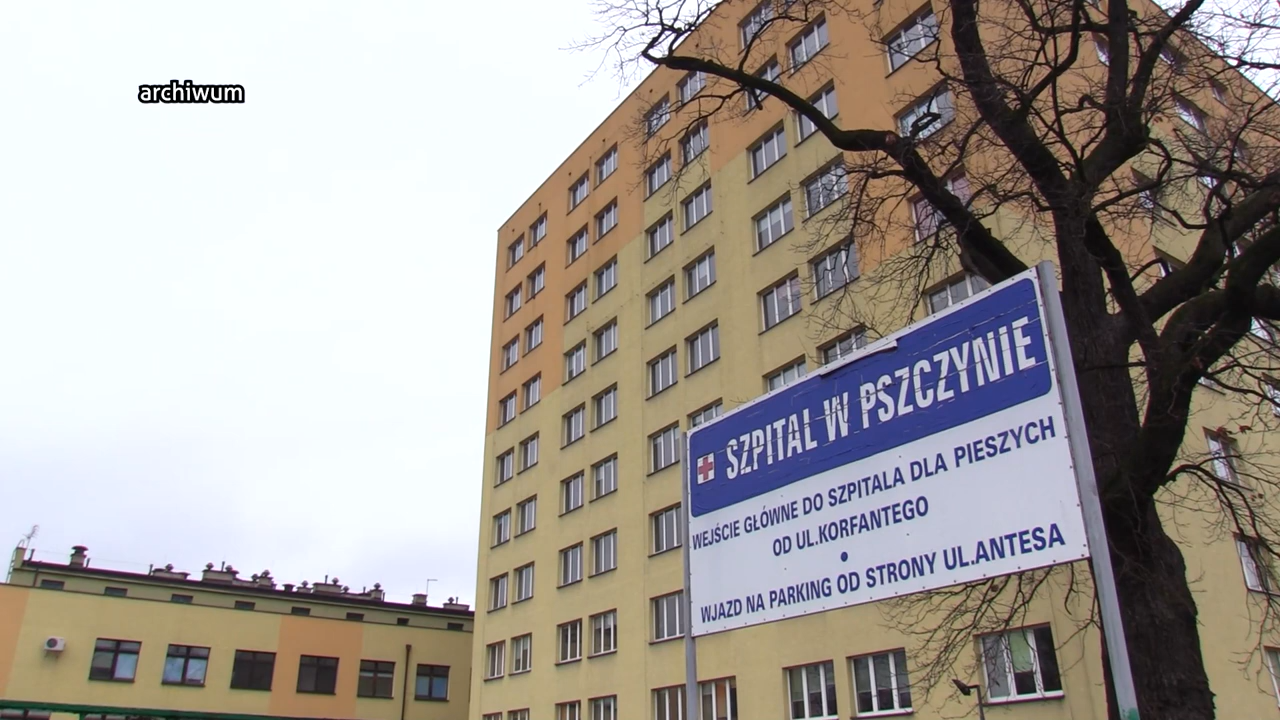 archiwum
SZPITAL W PSZCZYNIE
WEJŚCIE GŁÓWNE DO SZPITALA DLA PIESZYCH
OD UL.KORFANTEGO
•
WJAZD NA PARKING OD STRONY UL.ANTESA